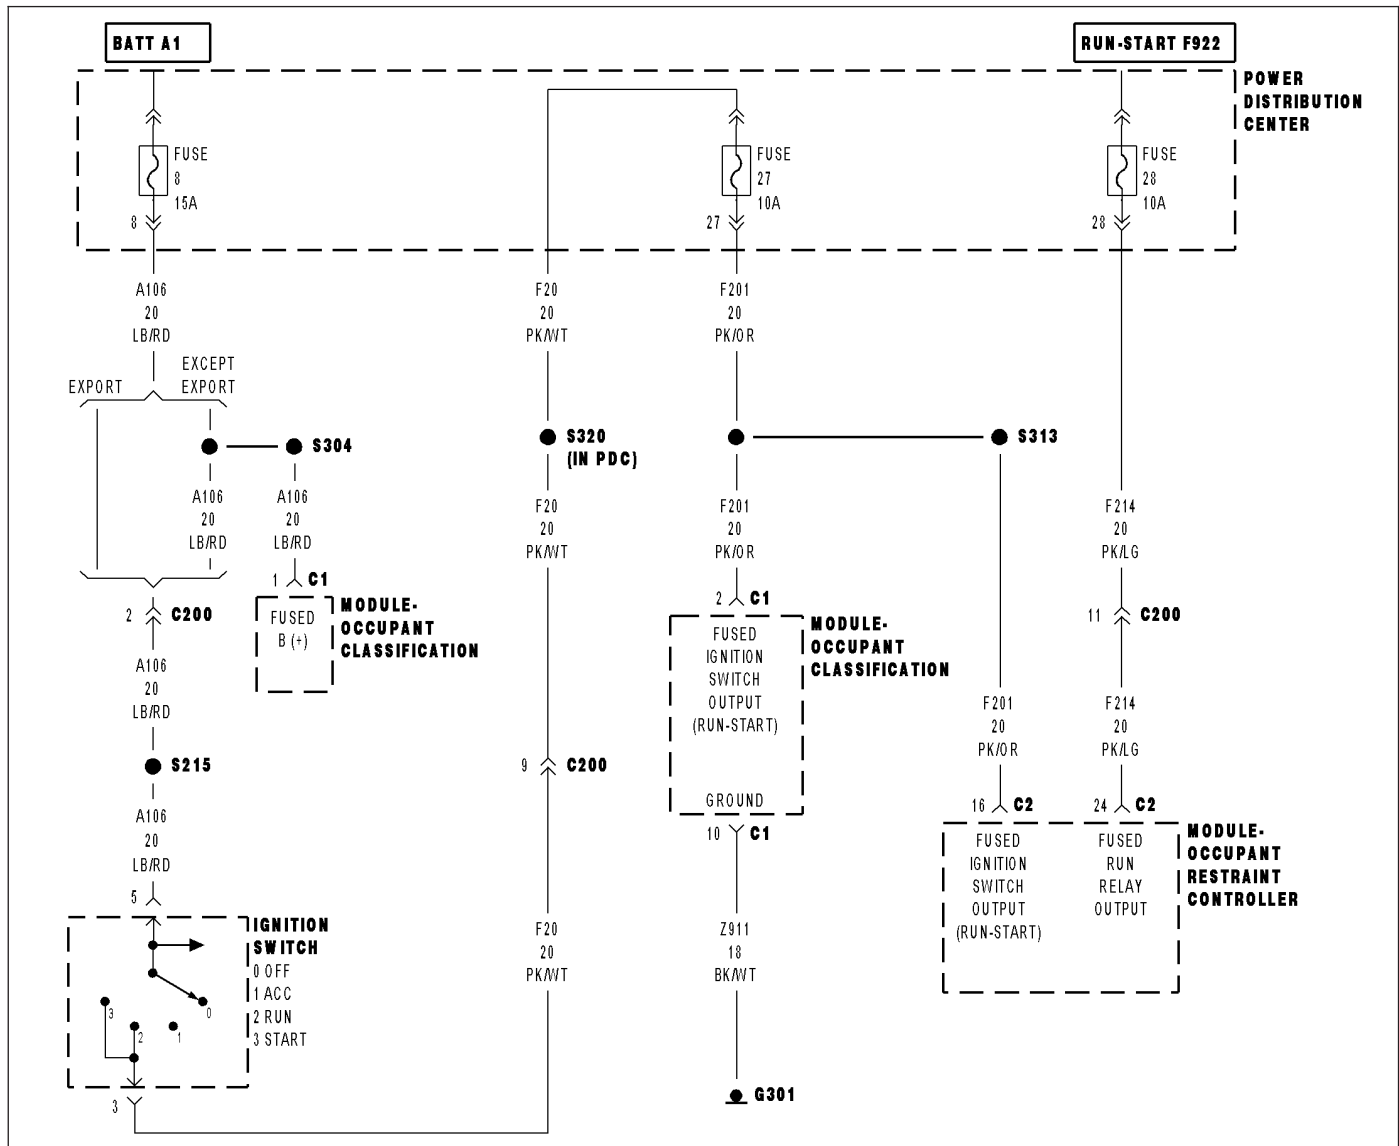 BATT A1
RUN-START F922
POWER
DISTRIBUTION
CENTER
FUSE
8
15A
8
FUSE
27
10A
27
FUSE
28
10A
28
A106
20
LB/RD
F20
20
PK/WT
F201
20
PK/OR
EXPORT
EXCEPT
EXPORT
S304
S320
(IN PDC)
S313
A106
20
LB/RD
A106
20
LB/RD
F20
20
PK/WT
F201
20
PK/OR
F214
20
PK/LG
1
C1
FUSED
B (+)
MODULE-
OCCUPANT
CLASSIFICATION
2
C200
2
C1
FUSED
IGNITION
SWITCH
OUTPUT
(RUN-START)
GROUND
MODULE-
OCCUPANT
CLASSIFICATION
11
C200
A106
20
LB/RD
F201
20
PK/OR
F214
20
PK/LG
S215
9
C200
A106
20
LB/RD
10
C1
16
C2
24
C2
FUSED
IGNITION
SWITCH
OUTPUT
(RUN-START)
FUSED
RUN
RELAY
OUTPUT
MODULE-
OCCUPANT
RESTRAINT
CONTROLLER
5
IGNITION
SWITCH
0 OFF
1 ACC
2 RUN
3 START
3
2
1
0
3
F20
20
PK/WT
Z911
18
BK/WT
G301